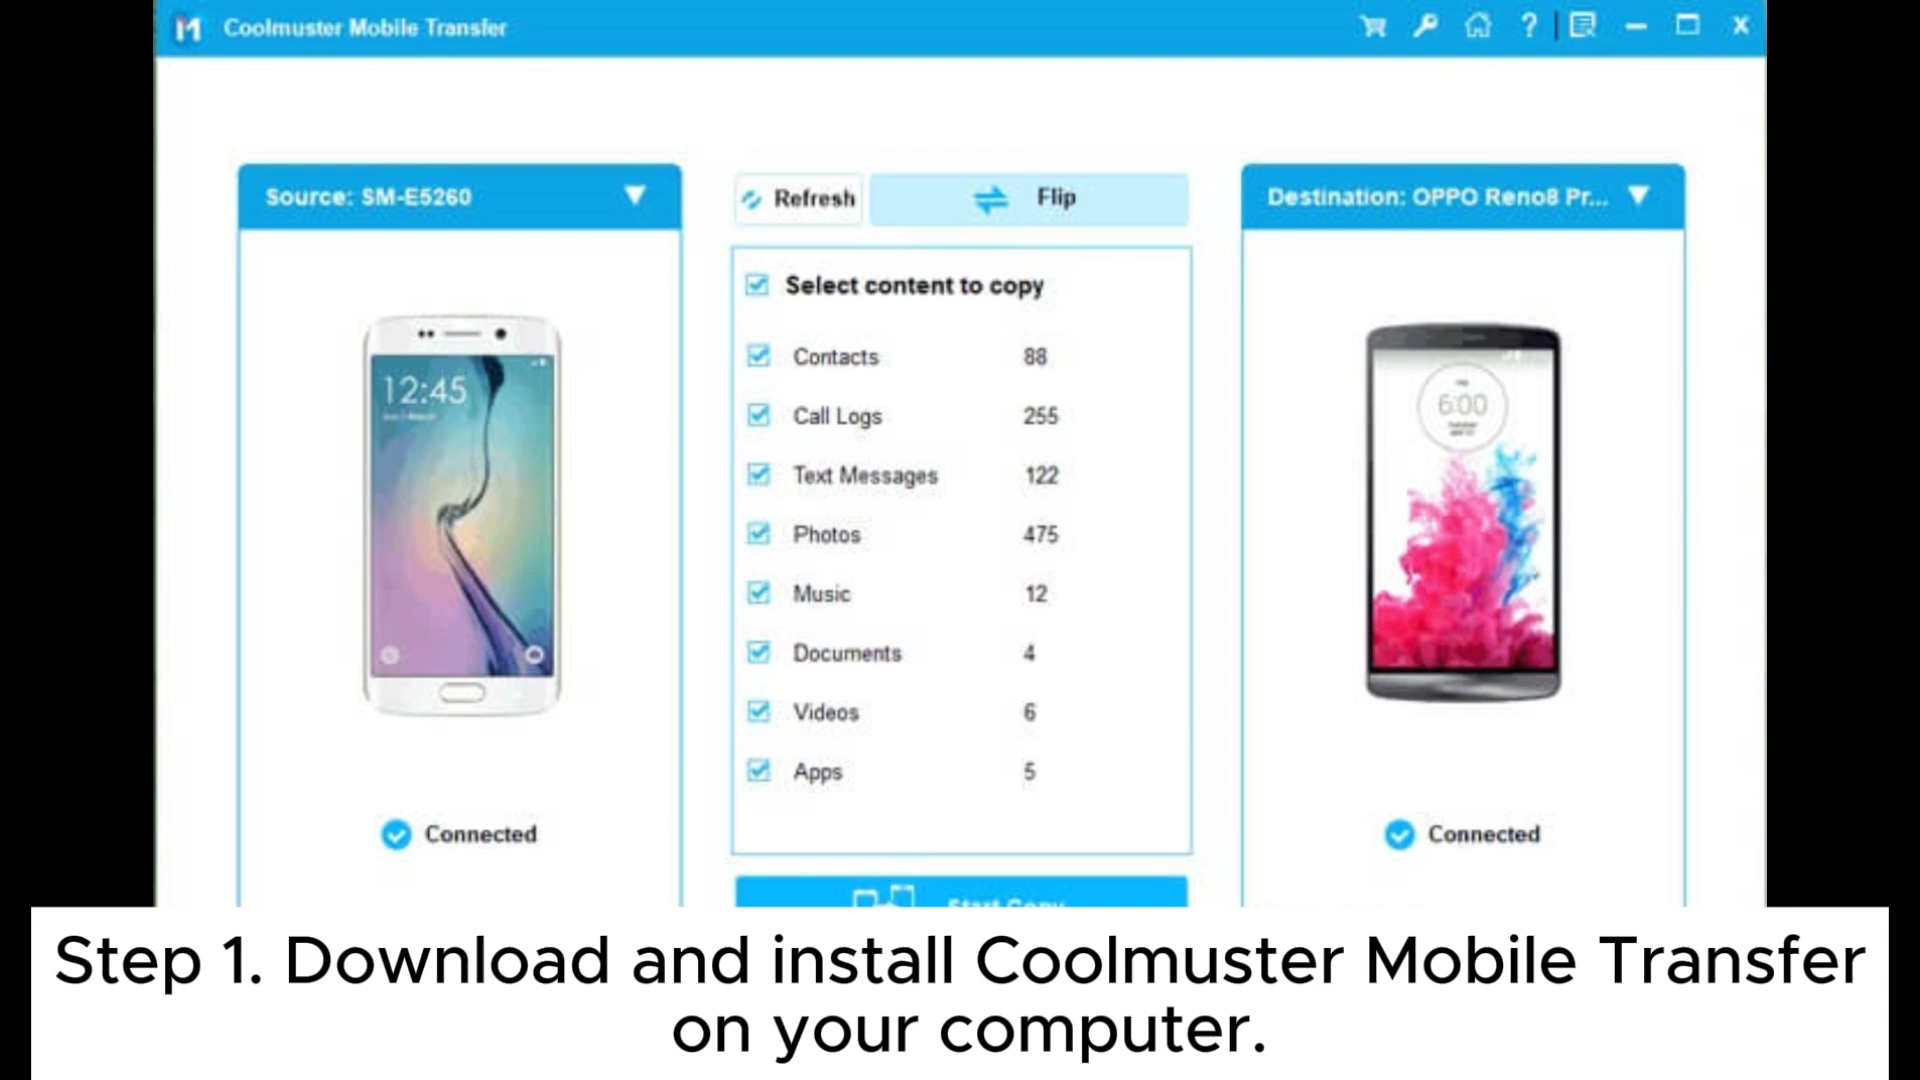 Coolmuster Mobile Transfer
Source: SM-E5260
Refresh
Flip
Destination: OPPO Reno8 Pr...
Select content to copy
Contacts 88
Call Logs 255
Text Messages 122
Photos 475
Music 12
Documents 4
Videos 6
Apps 5
12:45
6:00
Connected
Connected
Start Copy
Step 1. Download and install Coolmuster Mobile Transfer
on your computer.